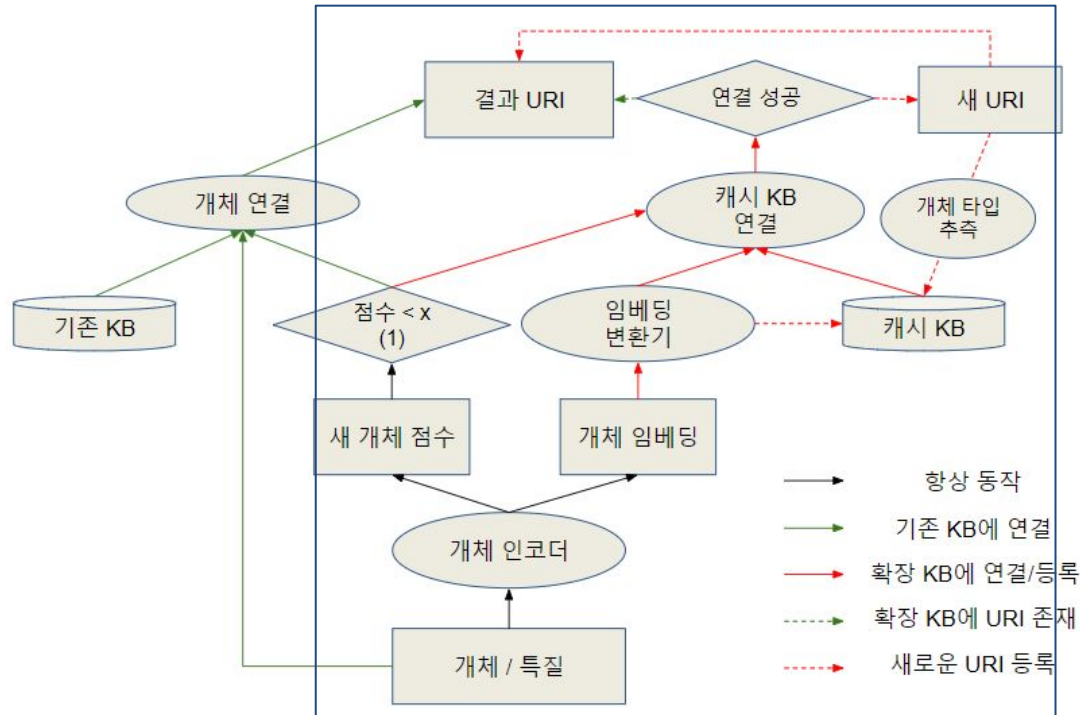 결과 URI
연결 성공
새 URI
개체 연결
캐시 KB
연결
개체 타입
추측
기존 KB
점수 < x
(1)
임베딩
변환기
캐시 KB
새 개체 점수
개체 임베딩
항상 동작
기존 KB에 연결
개체 인코더
확장 KB에 연결/등록
확장 KB에 URI 존재
개체 / 특질
새로운 URI 등록